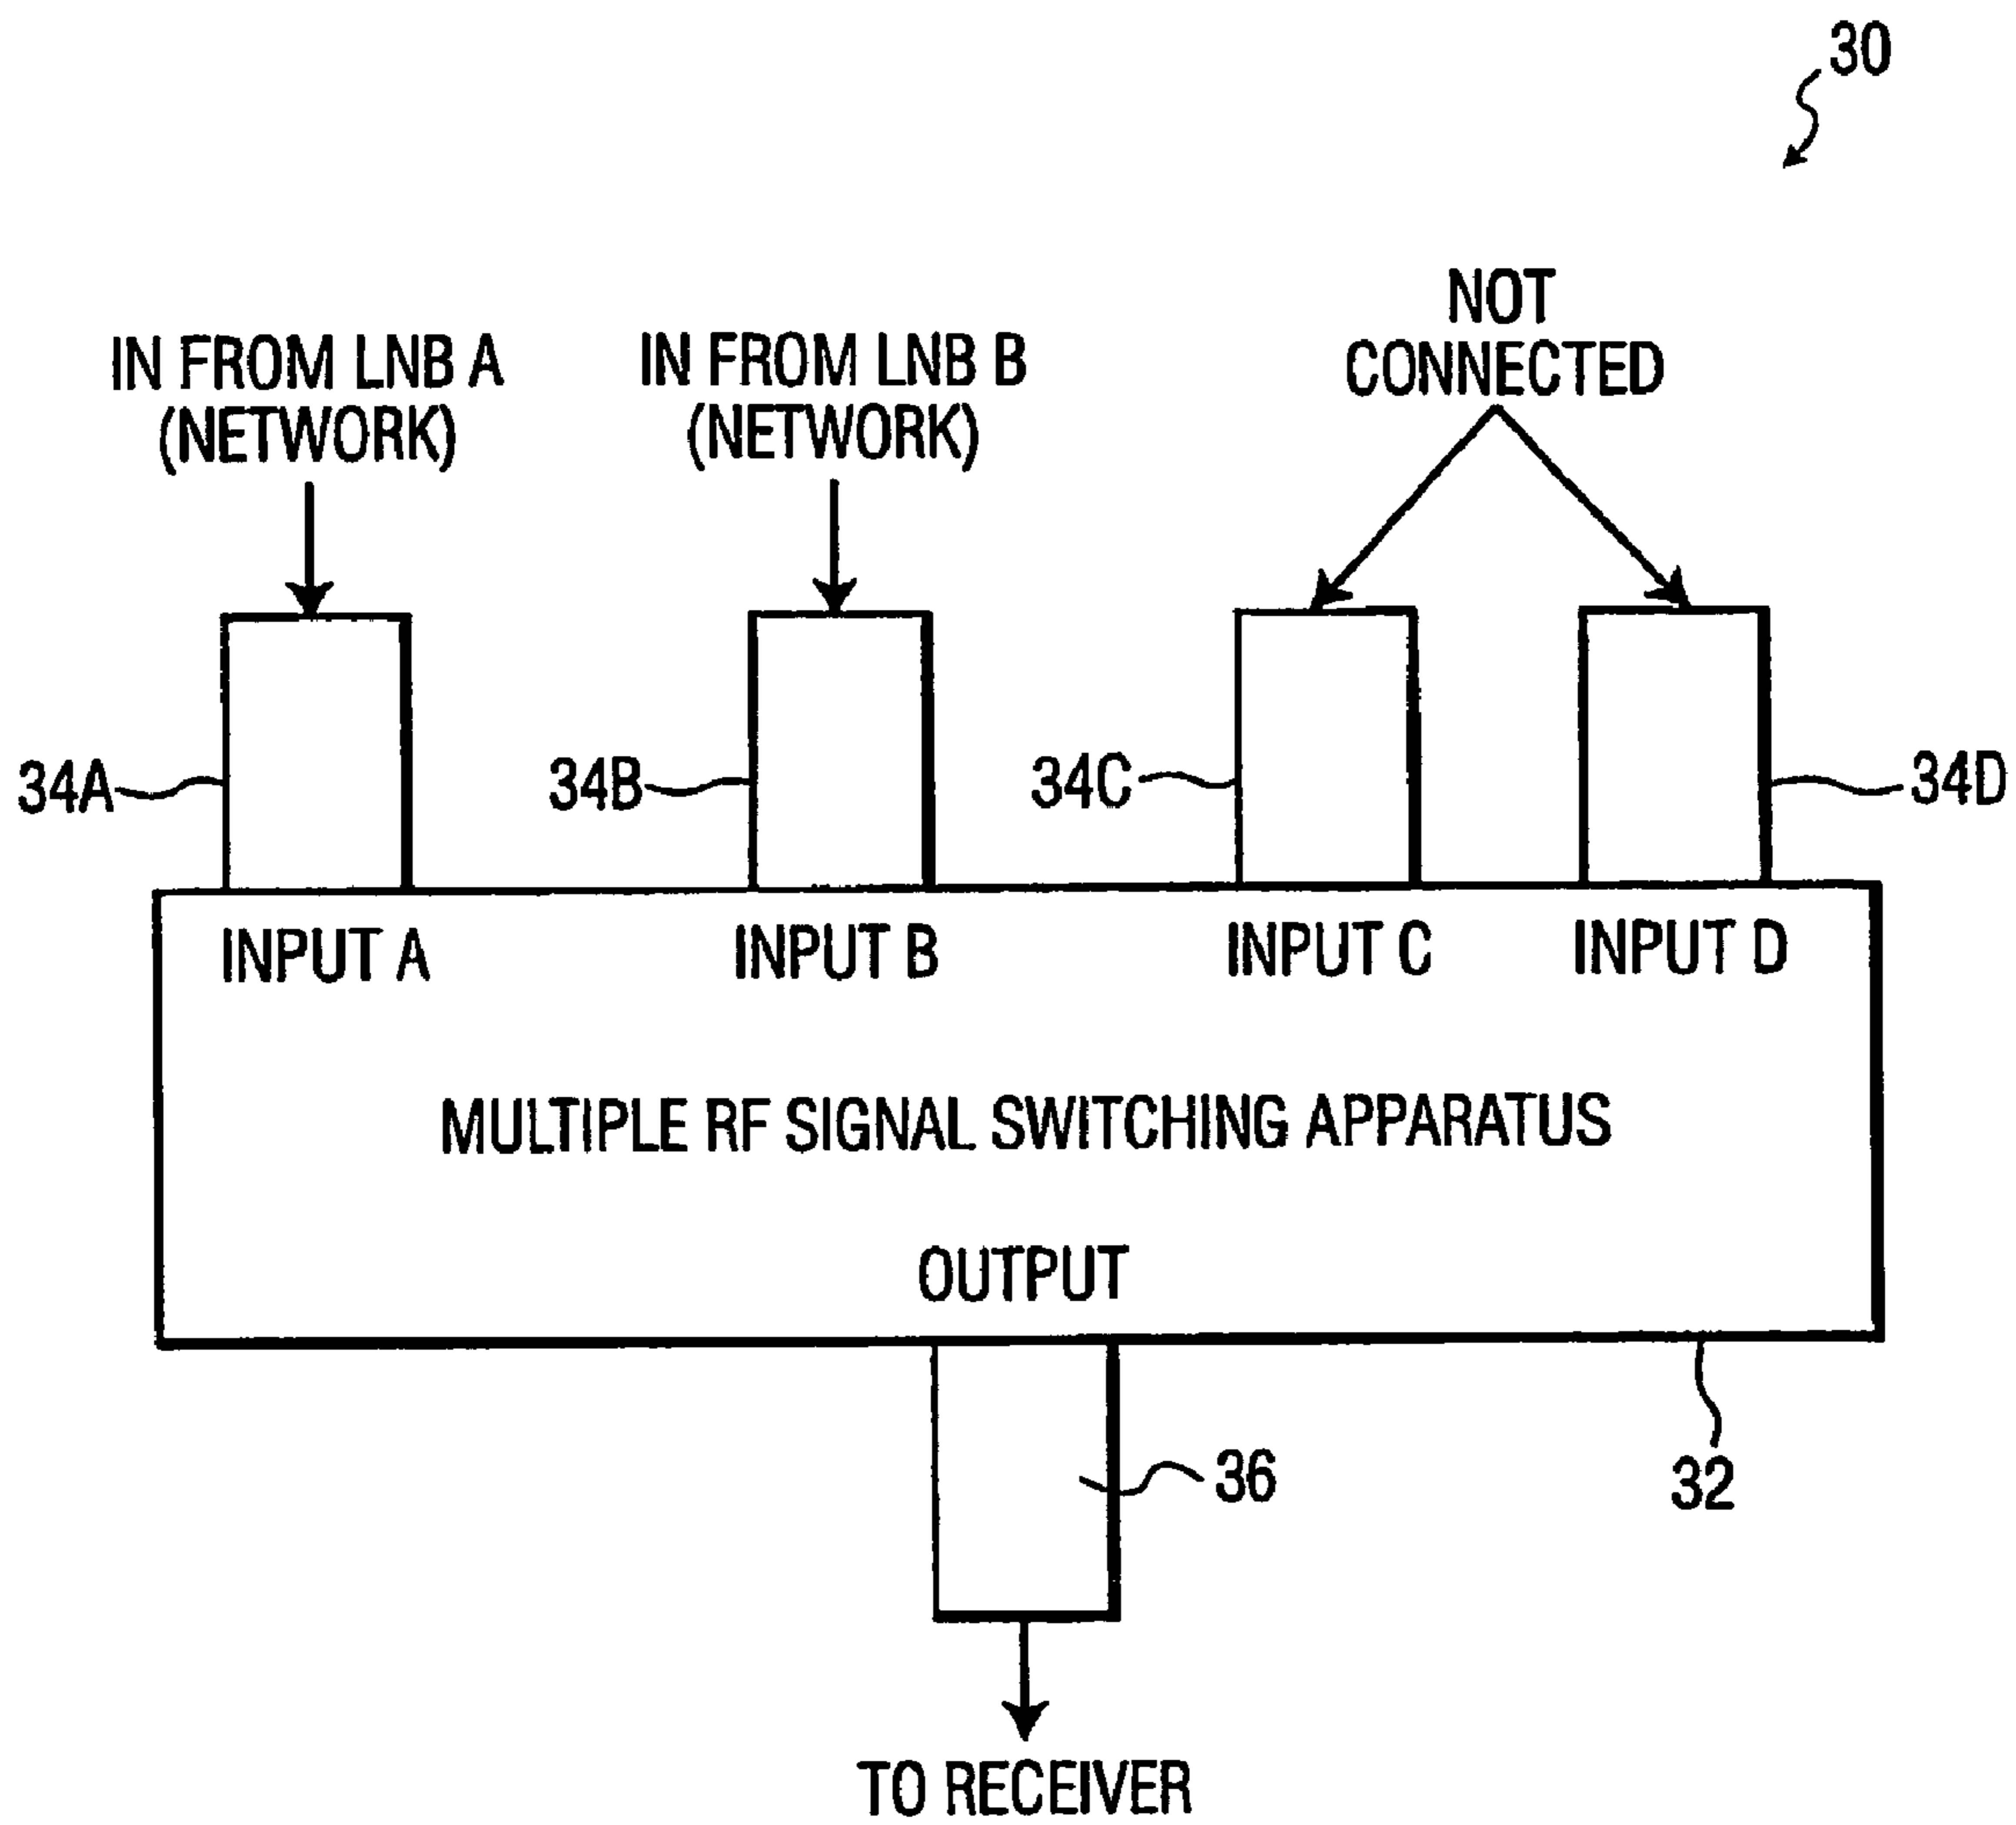 30
NOT
CONNECTED
IN FROM LNB A
(NETWORK)
IN FROM LNB B
(NETWORK)
34A
34B
34C
34D
INPUT A
INPUT B
INPUT C
INPUT D
MULTIPLE RF SIGNAL SWITCHING APPARATUS
OUTPUT
36
32
TO RECEIVER